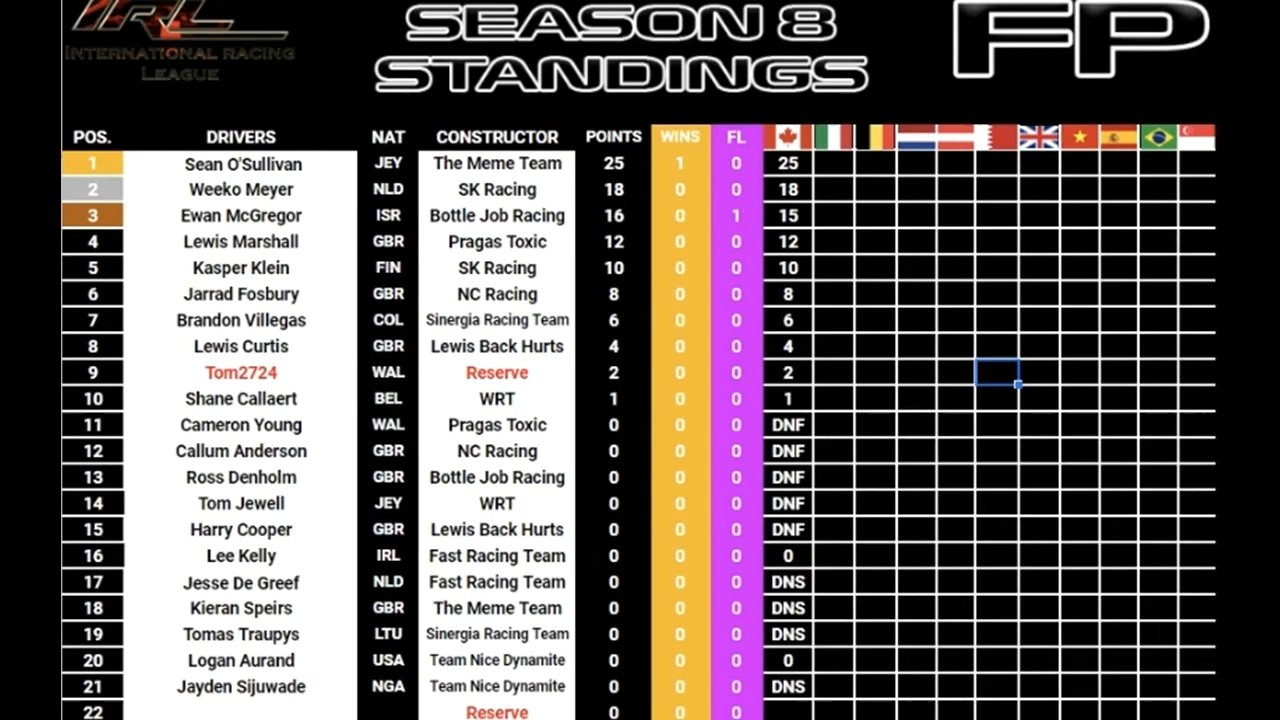 IRL
INTERNATIONAL RACING
LEAGUE
SEASON 8
STANDINGS
FP
POS. DRIVERS NAT CONSTRUCTOR POINTS WINS FL
1 Sean O'Sullivan JEY The Meme Team 25 1 0 25
2 Weeko Meyer NLD SK Racing 18 0 0 18
3 Ewan McGregor ISR Bottle Job Racing 16 0 1 15
4 Lewis Marshall GBR Pragas Toxic 12 0 0 12
5 Kasper Klein FIN SK Racing 10 0 0 10
6 Jarrad Fosbury GBR NC Racing 8 0 0 8
7 Brandon Villegas COL Sinergia Racing Team 6 0 0 6
8 Lewis Curtis GBR Lewis Back Hurts 4 0 0 4
9 Tom2724 WAL Reserve 2 0 0 2
10 Shane Callaert BEL WRT 1 0 0 1
11 Cameron Young WAL Pragas Toxic 0 0 0 DNF
12 Callum Anderson GBR NC Racing 0 0 0 DNF
13 Ross Denholm GBR Bottle Job Racing 0 0 0 DNF
14 Tom Jewell JEY WRT 0 0 0 DNF
15 Harry Cooper GBR Lewis Back Hurts 0 0 0 DNF
16 Lee Kelly IRL Fast Racing Team 0 0 0 0
17 Jesse De Greef NLD Fast Racing Team 0 0 0 DNS
18 Kieran Speirs GBR The Meme Team 0 0 0 DNS
19 Tomas Traupys LTU Sinergia Racing Team 0 0 0 DNS
20 Logan Aurand USA Team Nice Dynamite 0 0 0 0
21 Jayden Sijuwade NGA Team Nice Dynamite 0 0 0 DNS
22 Reserve 0 0 0